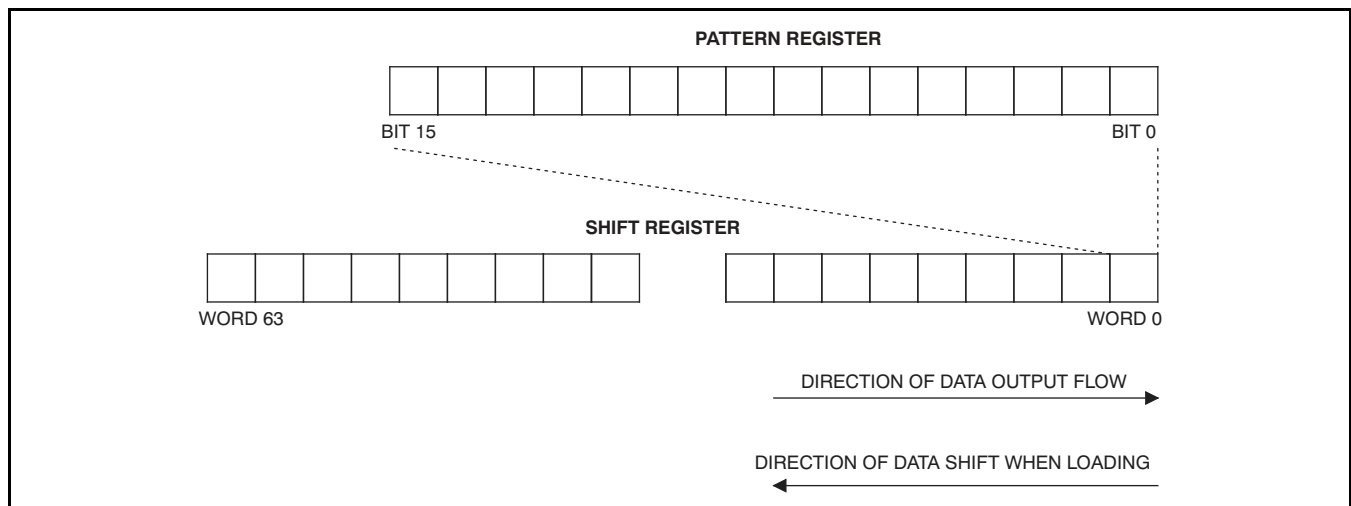 PATTERN REGISTER
BIT 15 BIT 0
SHIFT REGISTER
WORD 63 WORD 0
DIRECTION OF DATA OUTPUT FLOW
DIRECTION OF DATA SHIFT WHEN LOADING